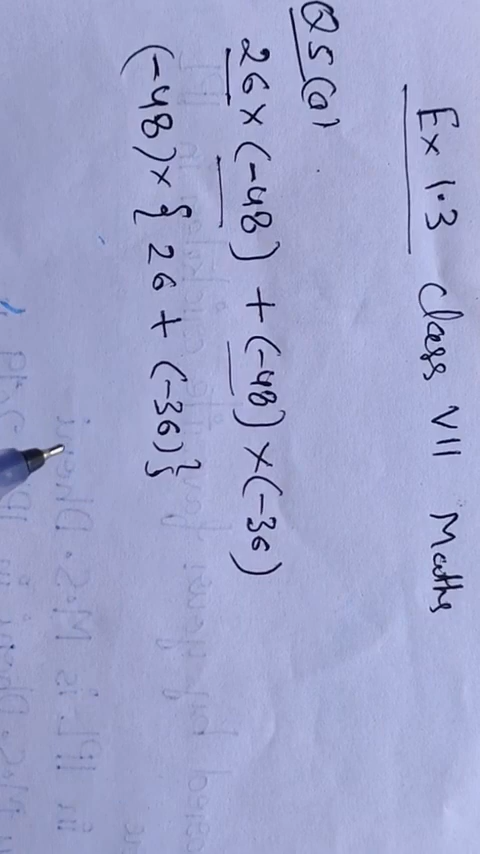 Ex 1.3 Class VII Maths
Q5(a)
26 × (-48) + (-48) × (-36)
(-48) × { 26 + (-36)}